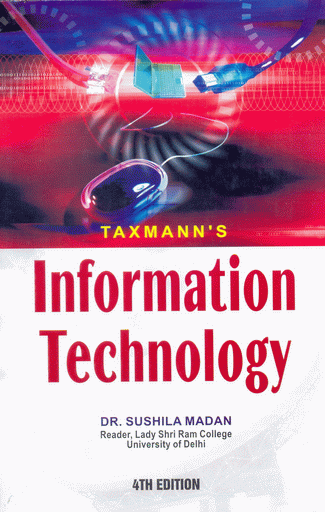 TAXMANN'S
Information
Technology
DR. SUSHILA MADAN
Reader, Lady Shri Ram College
University of Delhi
4TH EDITION